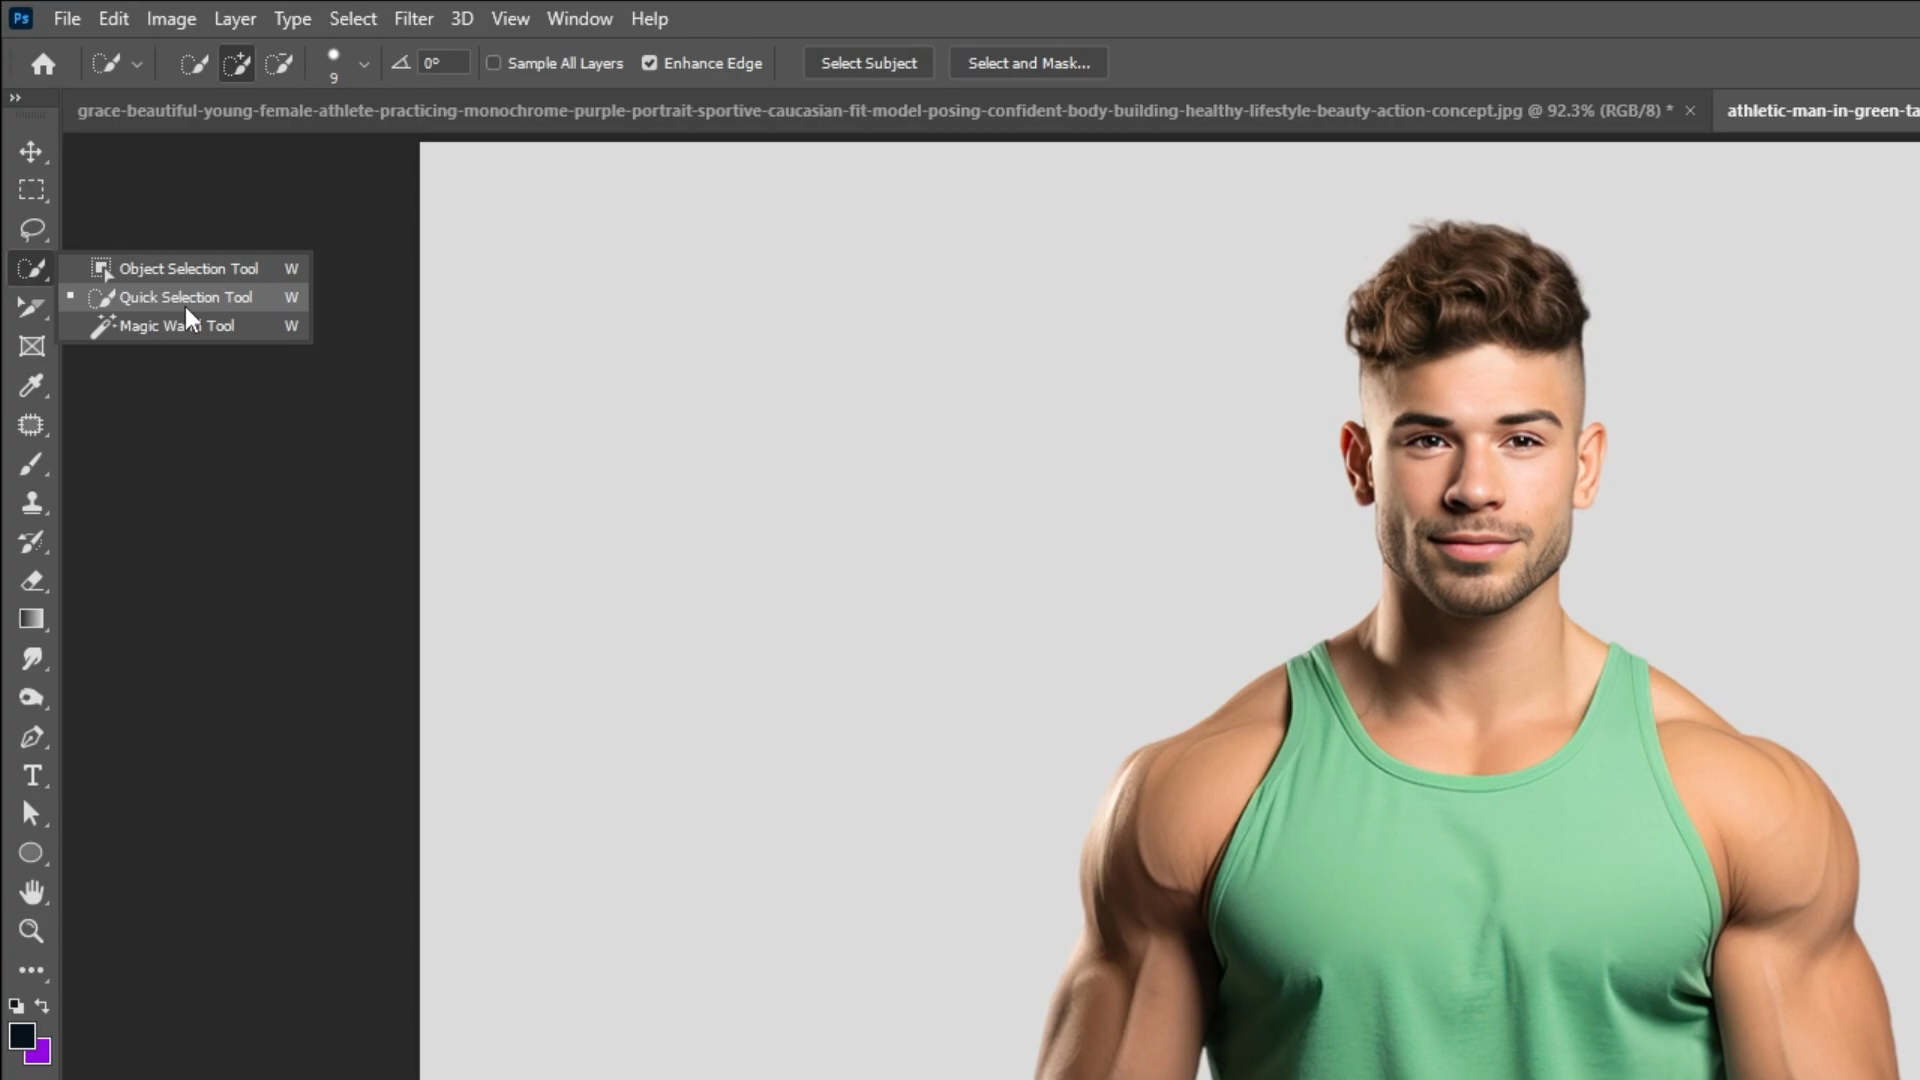 Ps File Edit Image Layer Type Select Filter 3D View Window Help
9 0° Sample All Layers Enhance Edge Select Subject Select and Mask...
grace-beautiful-young-female-athlete-practicing-monochrome-purple-portrait-sportive-caucasian-fit-model-posing-confident-body-building-healthy-lifestyle-beauty-action-concept.jpg @ 92.3% (RGB/8) * × athletic-man-in-green-ta
Object Selection Tool W
Quick Selection Tool W
Magic Tool W